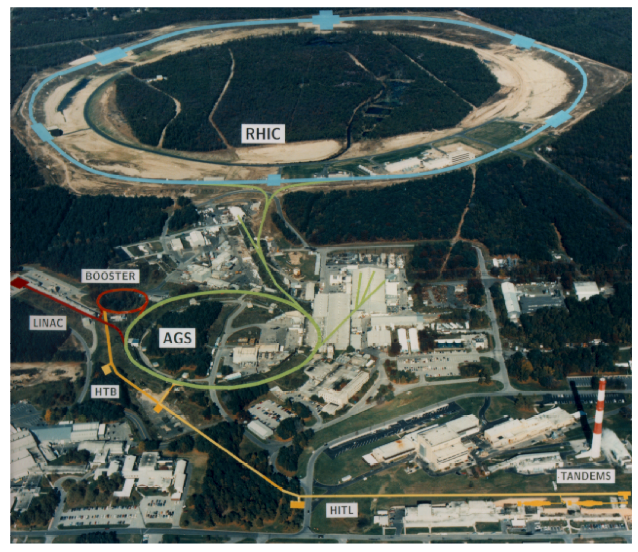 RHIC
BOOSTER
LINAC
AGS
HTB
TANDEMS
HITL